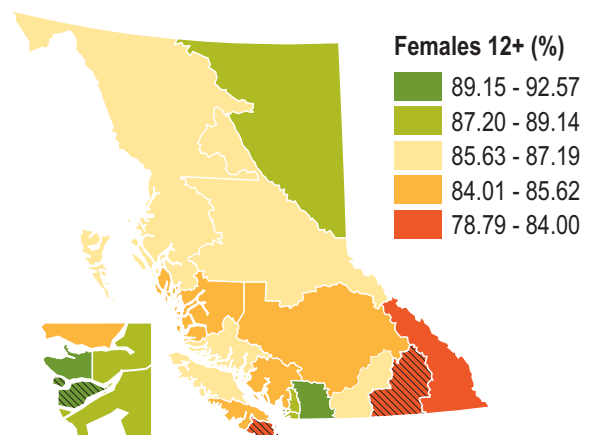 Females 12+ (%)
89.15 - 92.57
87.20 - 89.14
85.63 - 87.19
84.01 - 85.62
78.79 - 84.00